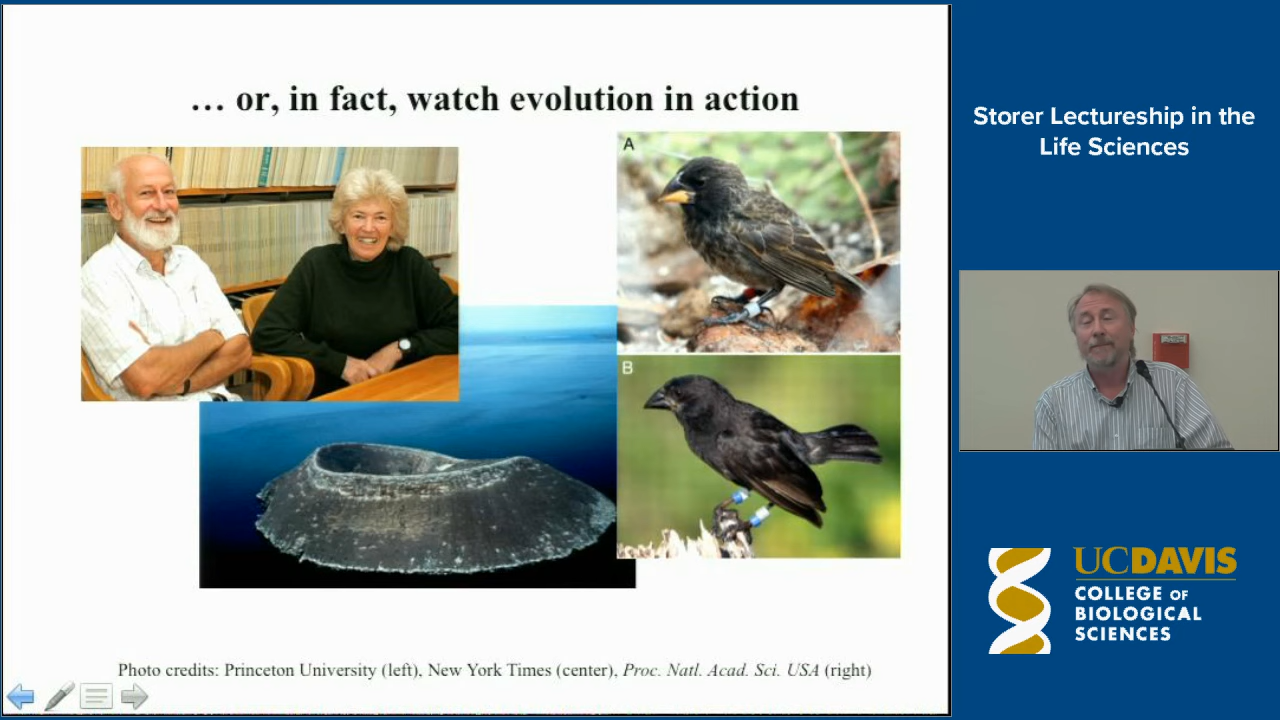 … or, in fact, watch evolution in action
A
B
Photo credits: Princeton University (left), New York Times (center), Proc. Natl. Acad. Sci. USA (right)
Storer Lectureship in the
Life Sciences
UCDAVIS
COLLEGE OF
BIOLOGICAL
SCIENCES